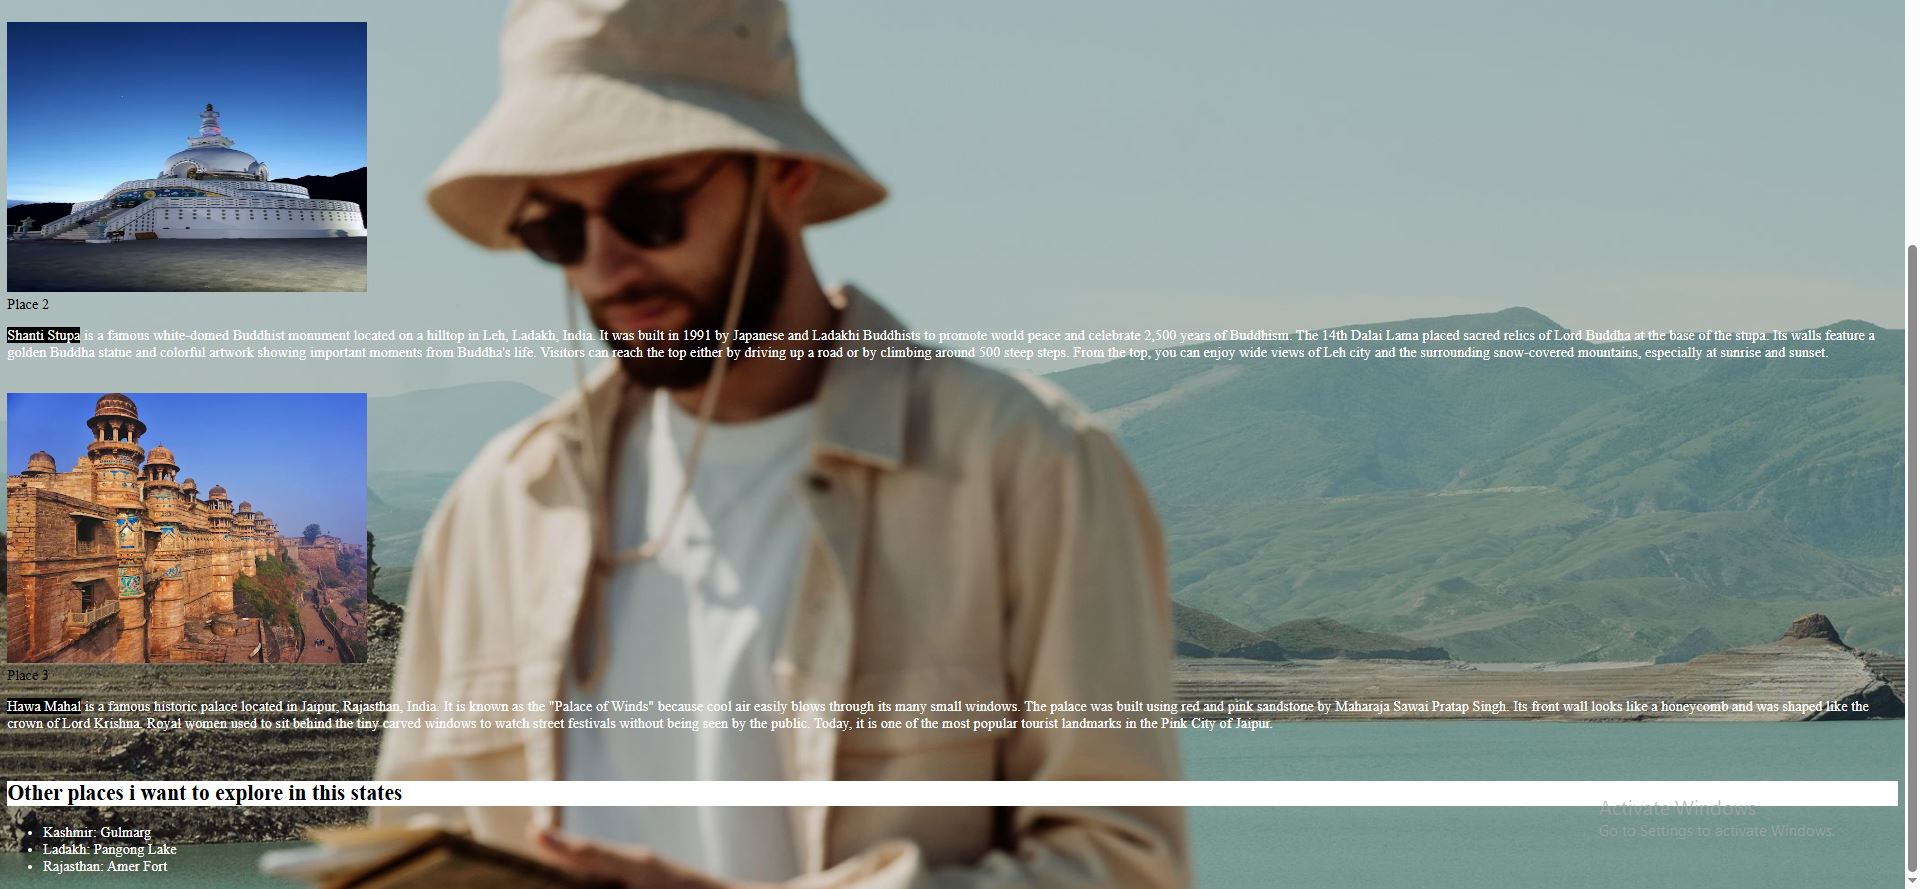 Place 2
Shanti Stupa is a famous white-domed Buddhist monument located on a hilltop in Leh, Ladakh, India. It was built in 1991 by Japanese and Ladakhi Buddhists to promote world peace and celebrate 2,500 years of Buddhism. The 14th Dalai Lama placed sacred relics of Lord Buddha at the base of the stupa. Its walls feature a
golden Buddha statue and colorful artwork showing important moments from Buddha's life. Visitors can reach the top either by driving up a road or by climbing around 500 steep steps. From the top, you can enjoy wide views of Leh city and the surrounding snow-covered mountains, especially at sunrise and sunset.
Place 3
Hawa Mahal is a famous historic palace located in Jaipur, Rajasthan, India. It is known as the "Palace of Winds" because cool air easily blows through its many small windows. The palace was built using red and pink sandstone by Maharaja Sawai Pratap Singh. Its front wall looks like a honeycomb and was shaped like the
crown of Lord Krishna. Royal women used to sit behind the tiny carved windows to watch street festivals without being seen by the public. Today, it is one of the most popular tourist landmarks in the Pink City of Jaipur.
Other places i want to explore in this states
• Kashmir: Gulmarg
• Ladakh: Pangong Lake
• Rajasthan: Amer Fort
Activate Windows
Go to Settings to activate Windows.